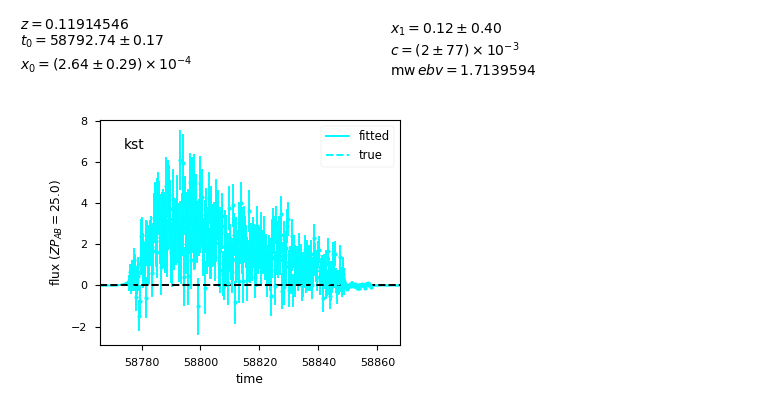 z = 0.11914546
t₀ = 58792.74 ± 0.17
x₀ = (2.64 ± 0.29) × 10⁻⁴
x₁ = 0.12 ± 0.40
c = (2 ± 77) × 10⁻³
mw ebv = 1.7139594
kst
fitted
true
8
6
4
2
0
−2
flux (ZP_AB = 25.0)
58780 58800 58820 58840 58860
time